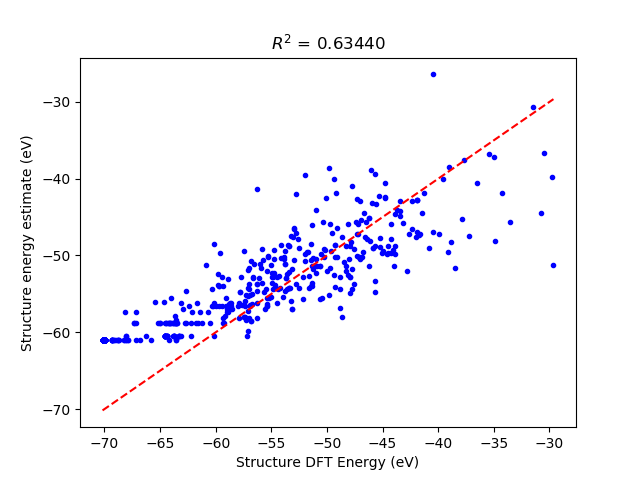 R² = 0.63440
Structure energy estimate (eV)
−30
−40
−50
−60
−70
−70 −65 −60 −55 −50 −45 −40 −35 −30
Structure DFT Energy (eV)